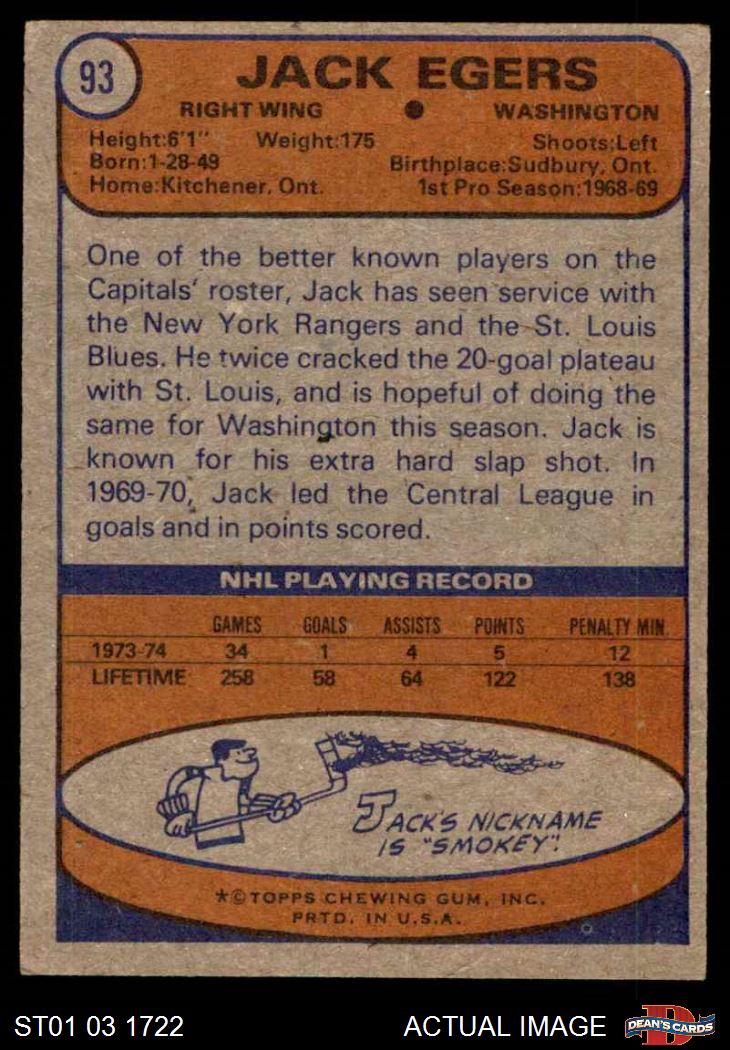 93
JACK EGERS
RIGHT WING ● WASHINGTON
Height:6'1" Weight:175 Shoots:Left
Born:1-28-49 Birthplace:Sudbury, Ont.
Home:Kitchener, Ont. 1st Pro Season:1968-69
One of the better known players on the
Capitals' roster, Jack has seen service with
the New York Rangers and the St. Louis
Blues. He twice cracked the 20-goal plateau
with St. Louis, and is hopeful of doing the
same for Washington this season. Jack is
known for his extra hard slap shot. In
1969-70, Jack led the Central League in
goals and in points scored.
NHL PLAYING RECORD
GAMES GOALS ASSISTS POINTS PENALTY MIN.
1973-74 34 1 4 5 12
LIFETIME 258 58 64 122 138
JACK'S NICKNAME
IS "SMOKEY".
*©TOPPS CHEWING GUM, INC.
PRTD. IN U.S.A.
ST01 03 1722 ACTUAL IMAGE D DEAN'S CARDS